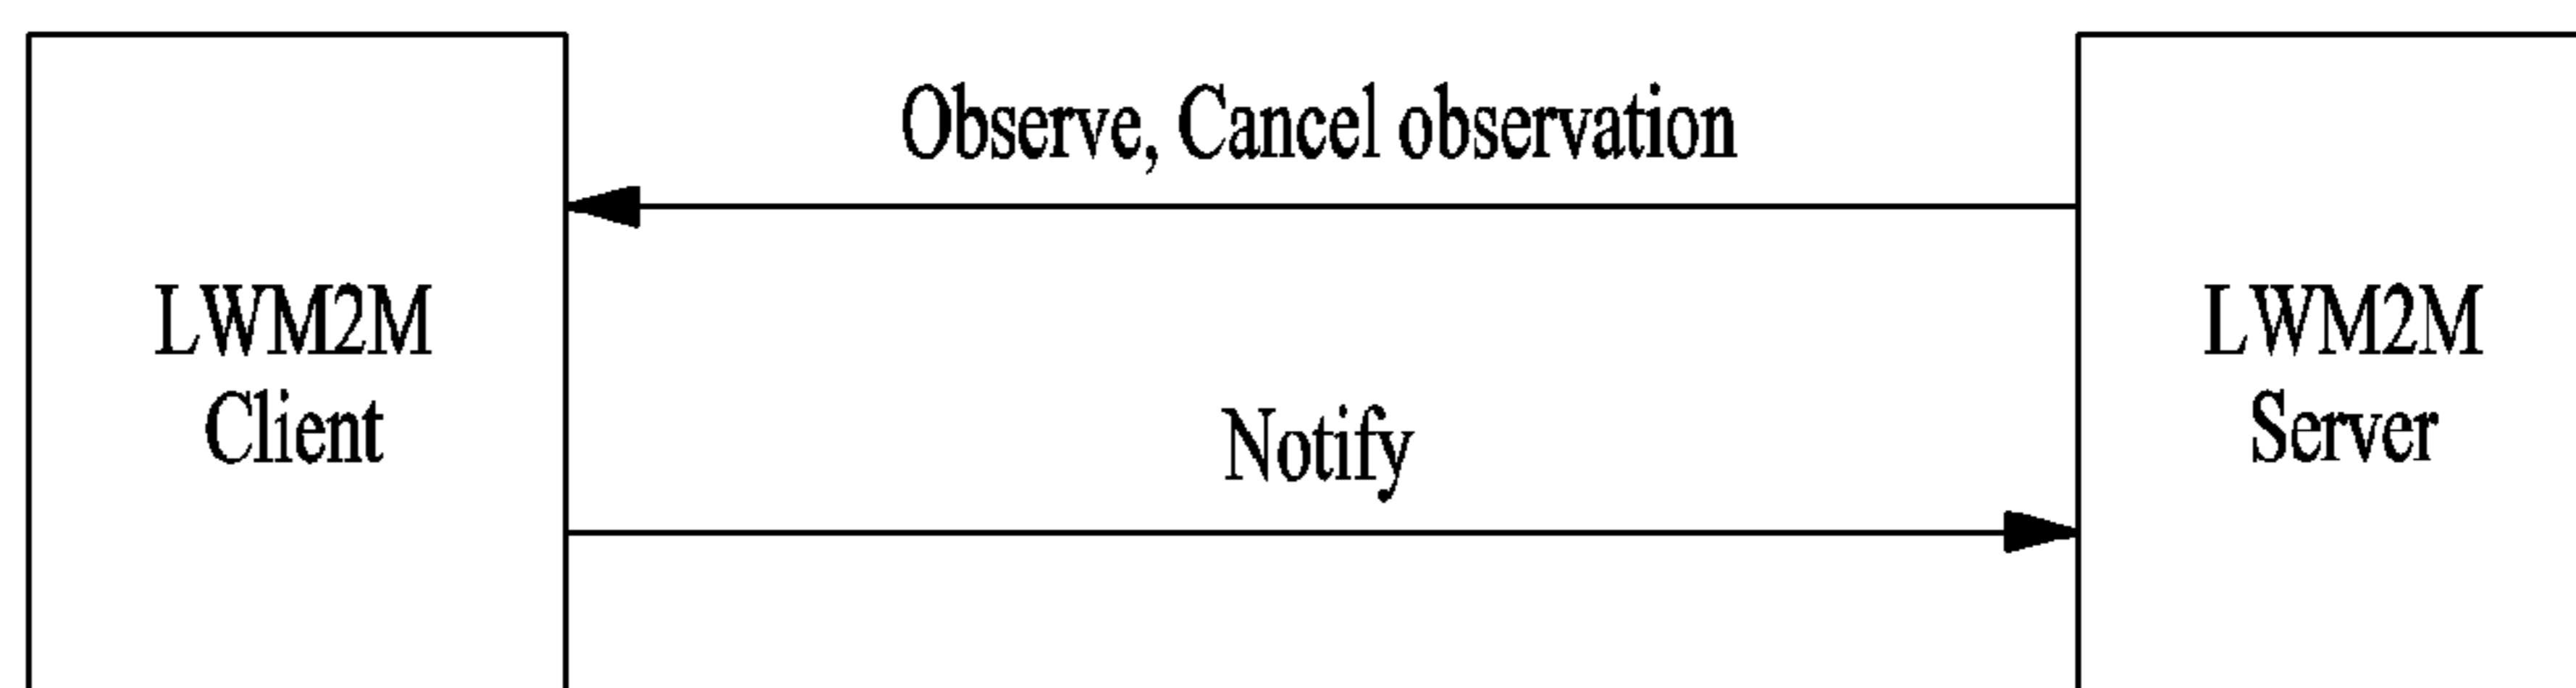 Observe, Cancel observation
LWM2M
Client
Notify
LWM2M
Server